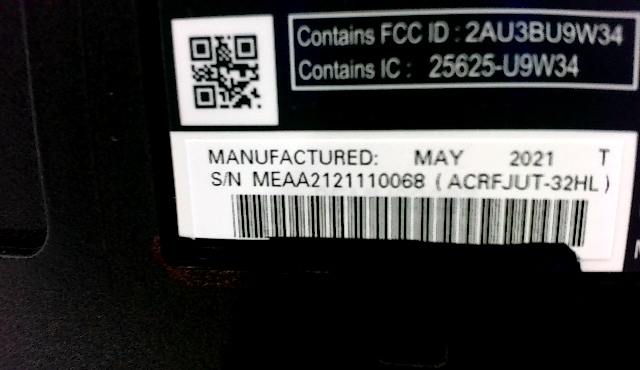 Contains FCC ID : 2AU3BU9W34
Contains IC : 25625-U9W34
MANUFACTURED: MAY 2021 T
S/N MEAA2121110068 ( ACRFJUT-32HL )